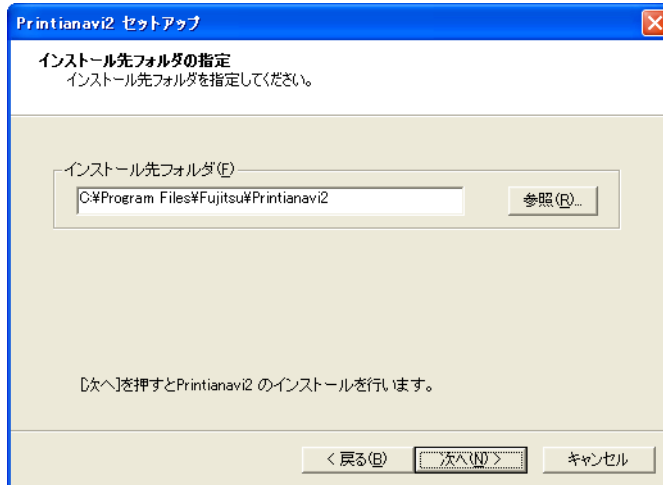 Printianavi2 セットアップ
インストール先フォルダの指定
インストール先フォルダを指定してください。
インストール先フォルダ(F)
C:¥Program Files¥Fujitsu¥Printianavi2
参照(R)...
[次へ]を押すとPrintianavi2 のインストールを行います。
< 戻る(B)
次へ(N) >
キャンセル